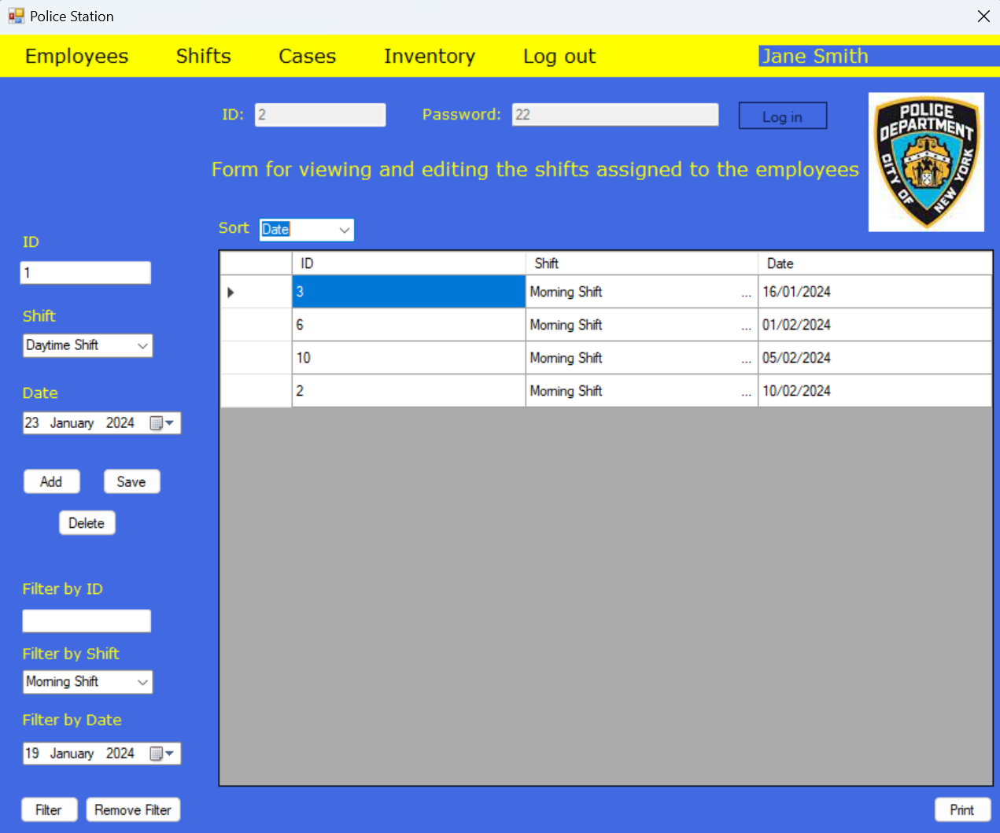 Police Station
Employees Shifts Cases Inventory Log out Jane Smith
ID: 2 Password: 22 Log in
POLICE
DEPARTMENT
CITY OF NEW YORK
Form for viewing and editing the shifts assigned to the employees
Sort Date
ID
1
Shift
Daytime Shift
Date
23 January 2024
Add Save
Delete
Filter by ID
Filter by Shift
Morning Shift
Filter by Date
19 January 2024
Filter Remove Filter
ID Shift Date
3 Morning Shift ... 16/01/2024
6 Morning Shift ... 01/02/2024
10 Morning Shift ... 05/02/2024
2 Morning Shift ... 10/02/2024
Print